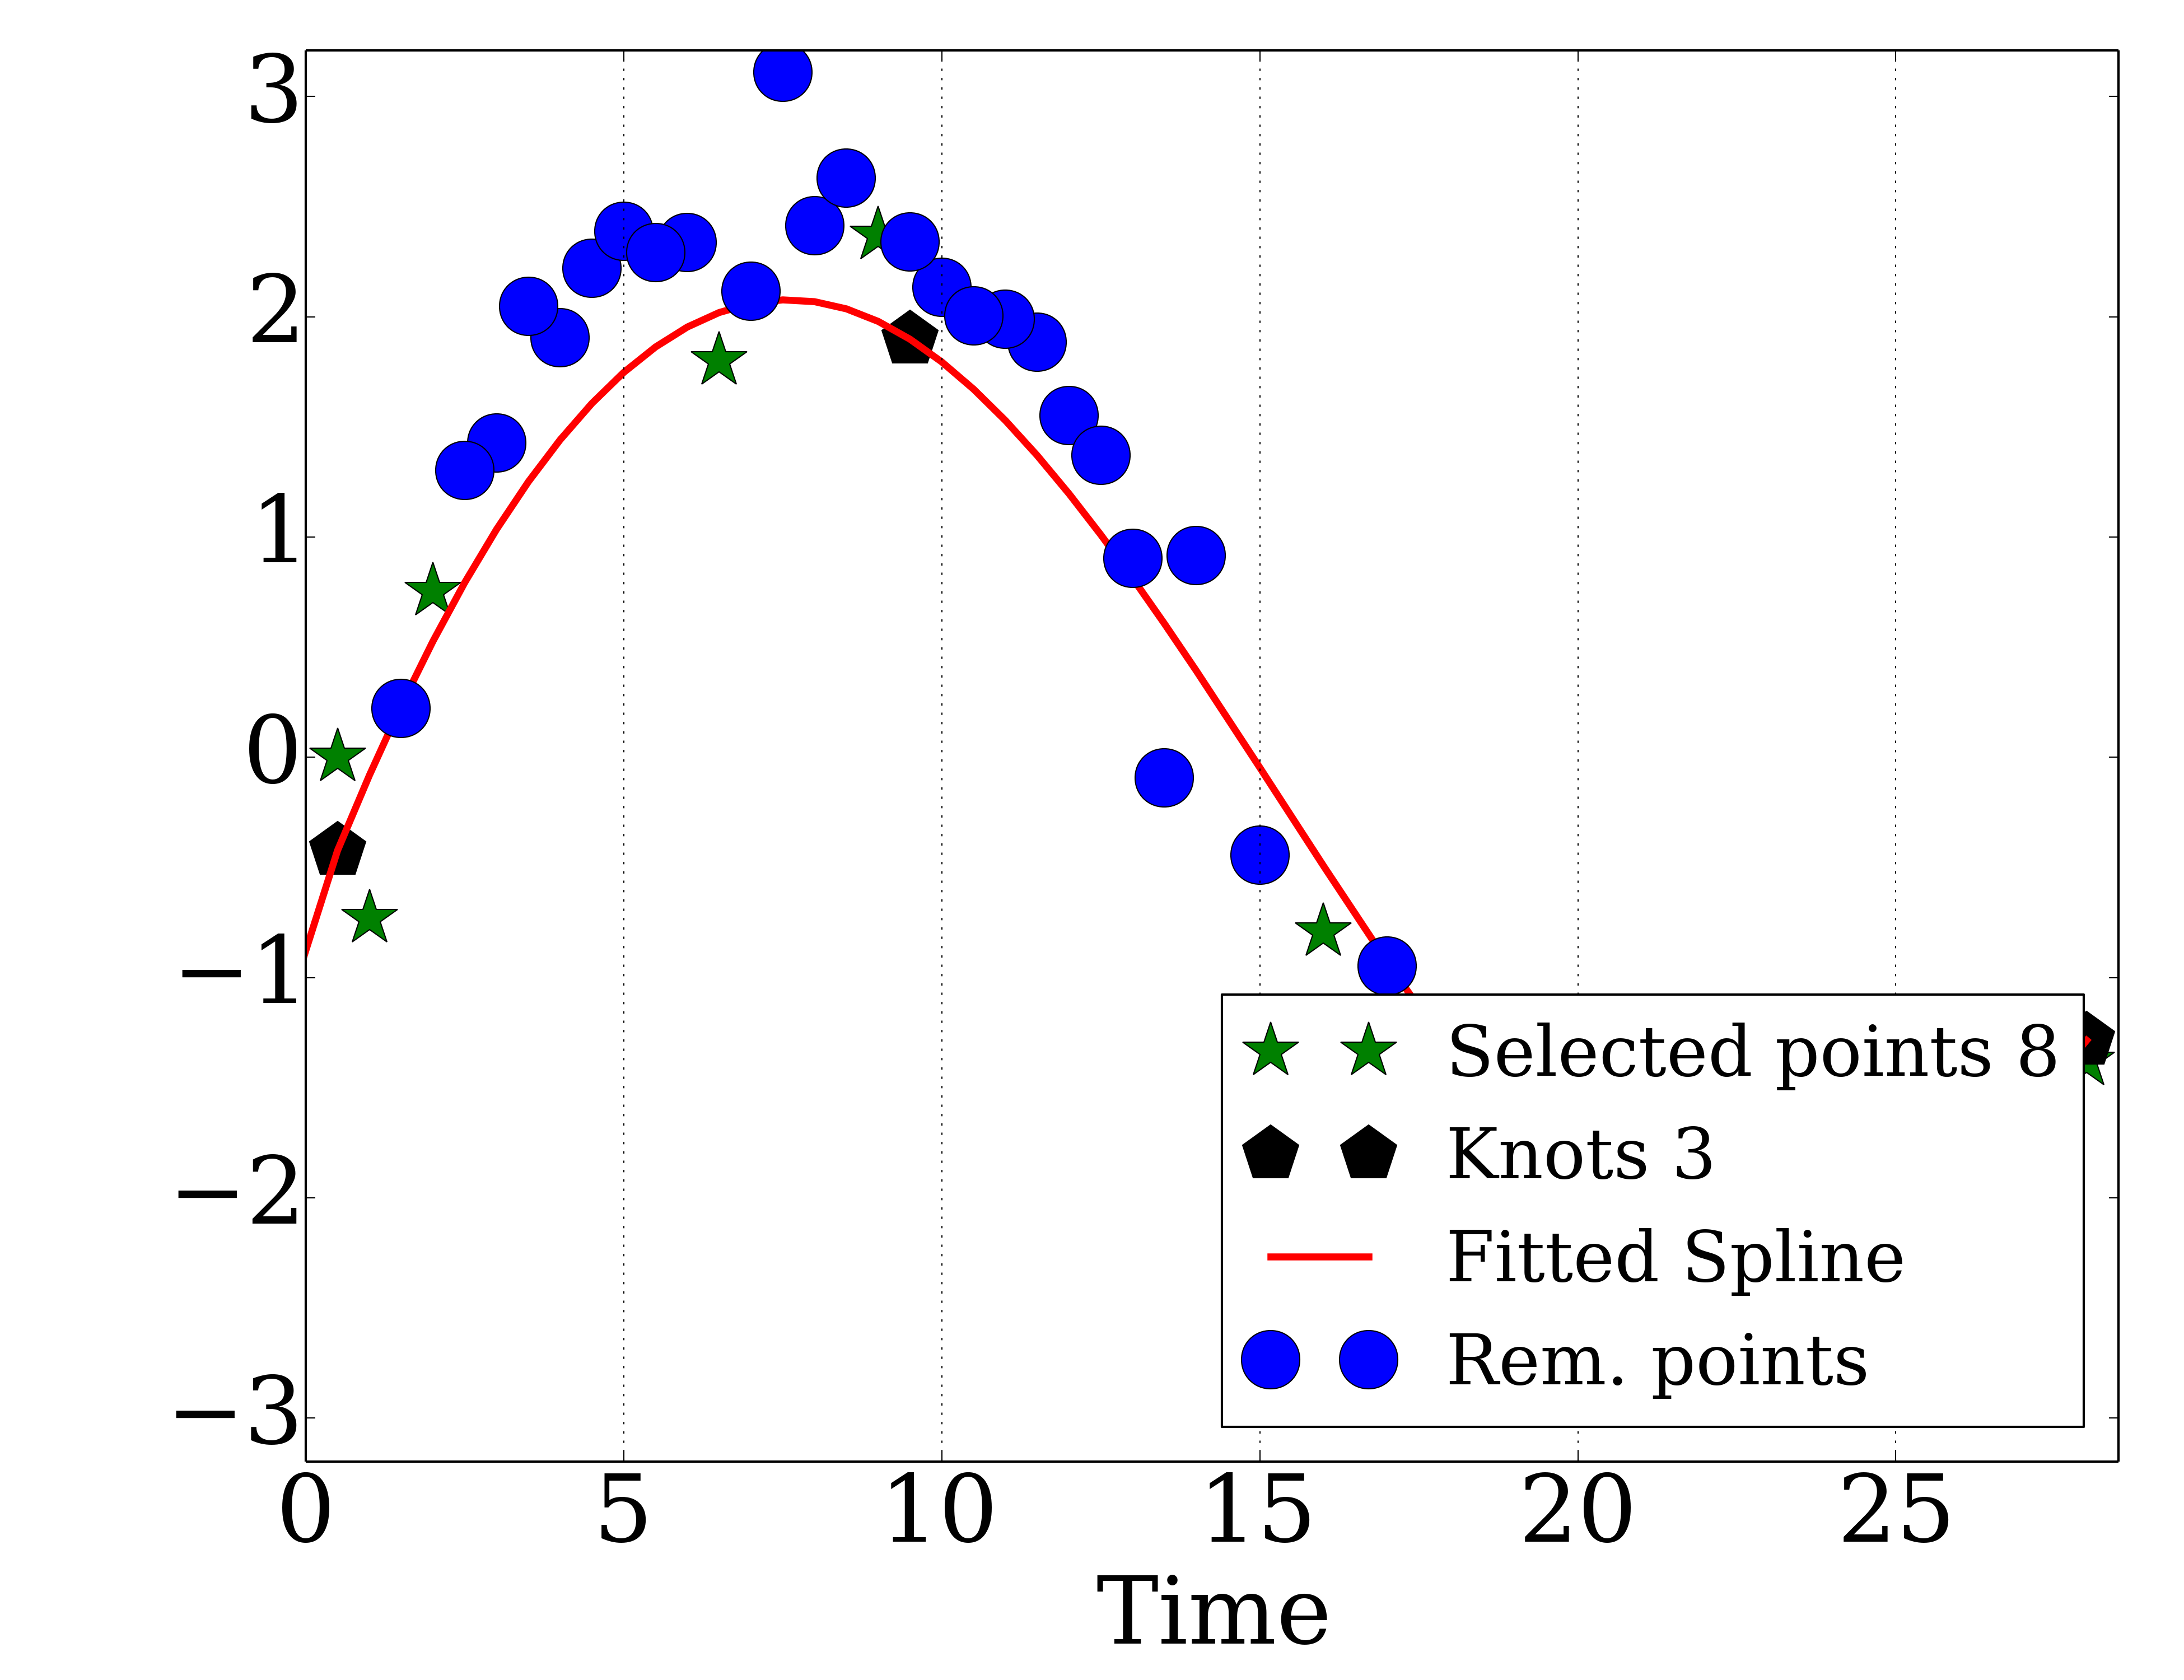 3
2
1
0
−1
−2
−3
Selected points 8
Knots 3
Fitted Spline
Rem. points
0 5 10 15 20 25
Time